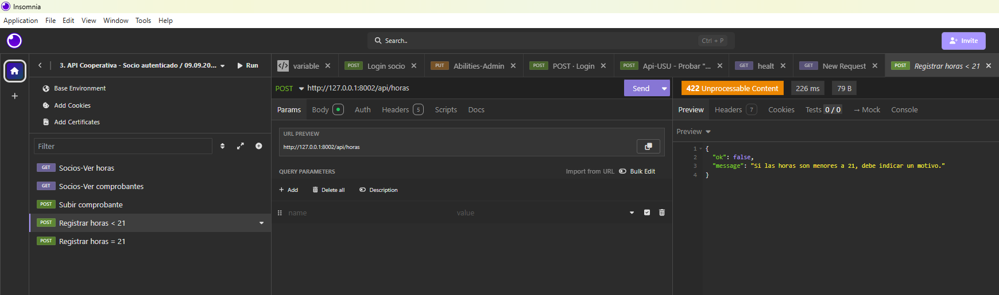 Insomnia
Application File Edit View Window Tools Help
Search.. Ctrl + P
Invite
3. API Cooperativa - Socio autenticado / 09.09.20... Run
variable
POST Login socio
PUT Abilities-Admin
POST POST - Login
POST Api-USU - Probar "...
GET healt
GET New Request
POST Registrar horas < 21
Base Environment
Add Cookies
Add Certificates
Filter
GET Socios-Ver horas
GET Socios-Ver comprobantes
POST Subir comprobante
POST Registrar horas < 21
POST Registrar horas = 21
POST http://127.0.0.1:8002/api/horas Send
Params Body Auth Headers 5 Scripts Docs
URL PREVIEW
http://127.0.0.1:8002/api/horas
QUERY PARAMETERS Import from URL Bulk Edit
Add Delete all Description
name value
422 Unprocessable Content 226 ms 79 B
Preview Headers 7 Cookies Tests 0 / 0 → Mock Console
Preview
1 {
2 "ok": false,
3 "message": "Si las horas son menores a 21, debe indicar un motivo."
4 }